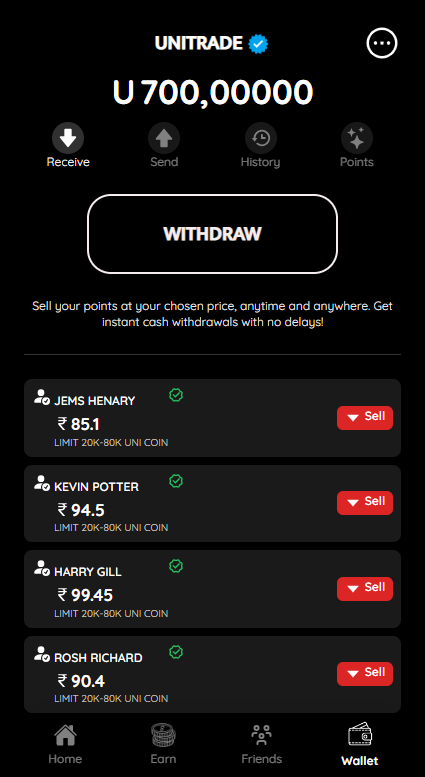 UNITRADE
U 700,00000
Receive Send History Points
WITHDRAW
Sell your points at your chosen price, anytime and anywhere. Get
instant cash withdrawals with no delays!
JEMS HENARY
₹ 85.1
Sell
LIMIT 20K-80K UNI COIN
KEVIN POTTER
₹ 94.5
Sell
LIMIT 20K-80K UNI COIN
HARRY GILL
₹ 99.45
Sell
LIMIT 20K-80K UNI COIN
ROSH RICHARD
₹ 90.4
Sell
LIMIT 20K-80K UNI COIN
Home Earn Friends Wallet